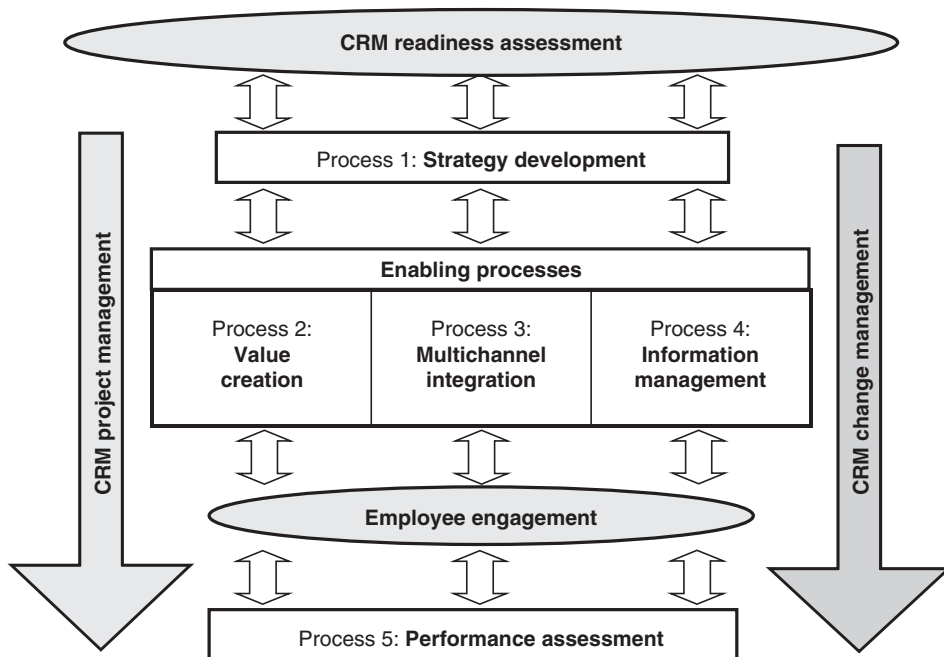 CRM readiness assessment
Process 1: Strategy development
Enabling processes
Process 2:
Value
creation
Process 3:
Multichannel
integration
Process 4:
Information
management
Employee engagement
Process 5: Performance assessment
CRM project management
CRM change management